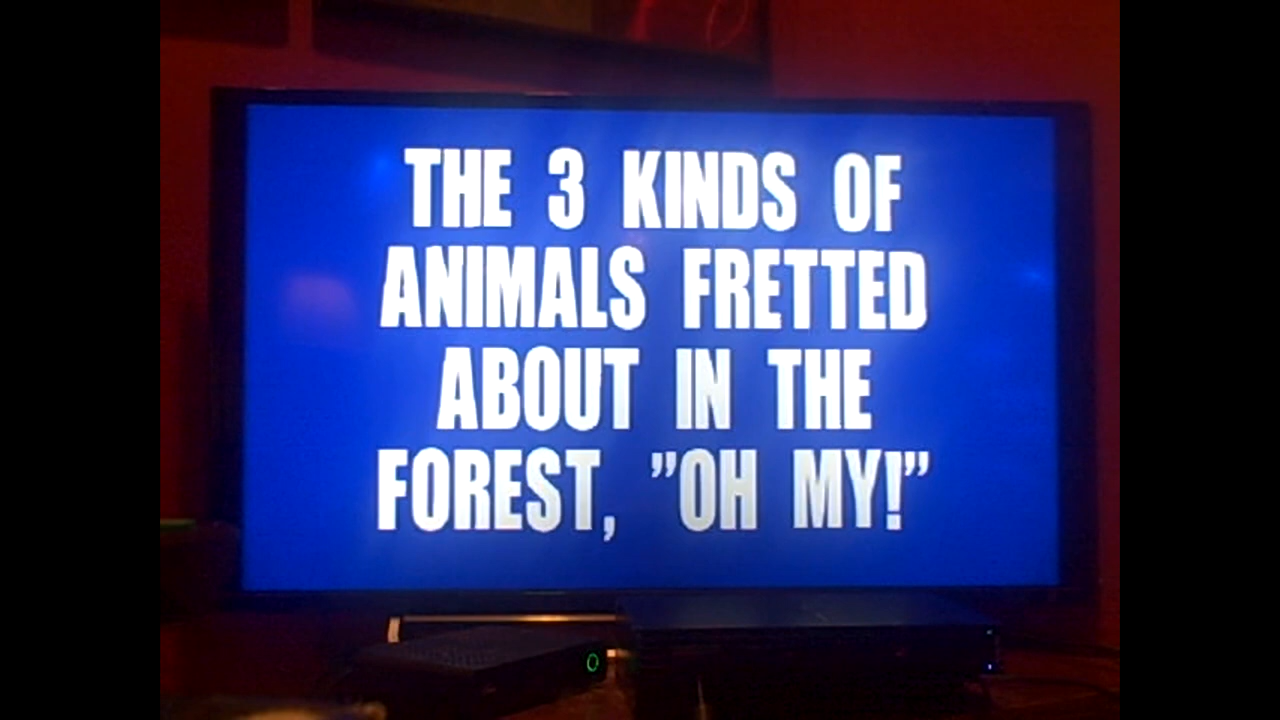 THE 3 KINDS OF
ANIMALS FRETTED
ABOUT IN THE
FOREST, ”OH MY!”